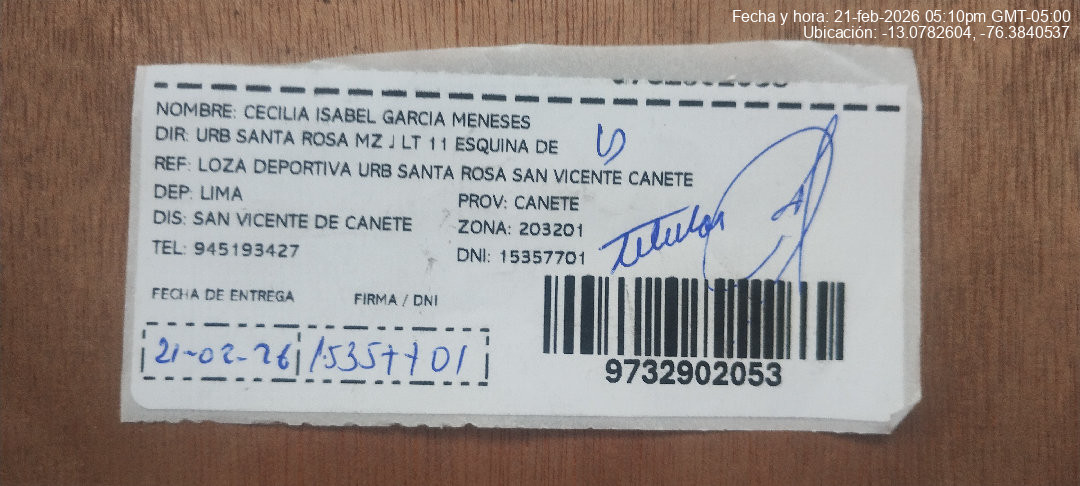 Fecha y hora: 21-feb-2026 05:10pm GMT-05:00
Ubicación: -13.0782604, -76.3840537
NOMBRE: CECILIA ISABEL GARCIA MENESES
DIR: URB SANTA ROSA MZ J LT 11 ESQUINA DE
REF: LOZA DEPORTIVA URB SANTA ROSA SAN VICENTE CANETE
DEP: LIMA
PROV: CANETE
DIS: SAN VICENTE DE CANETE
ZONA: 203201
TEL: 945193427
DNI: 15357701
Titular
FECHA DE ENTREGA
FIRMA / DNI
21-02-26
15357701
9732902053